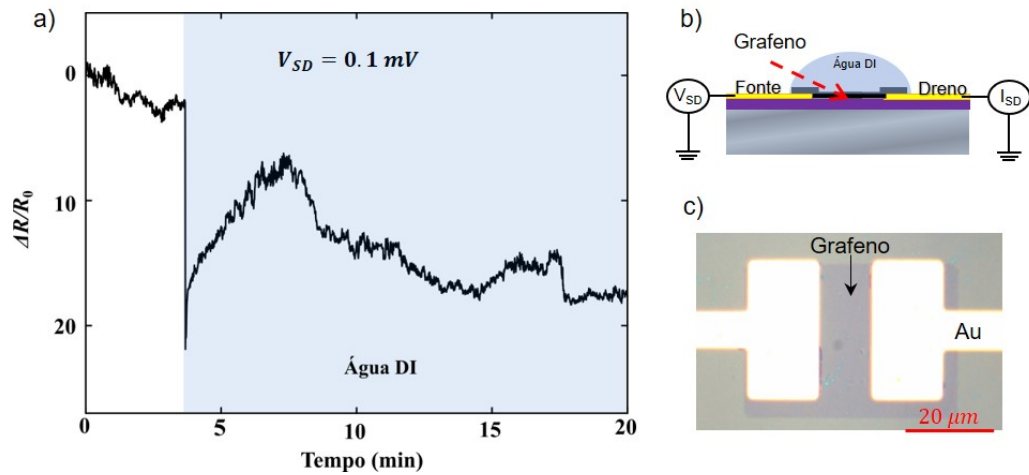 a)
V_SD = 0.1 mV
0
10
20
ΔR/R₀
Água DI
0
5
10
15
20
Tempo (min)
b)
Grafeno
Água DI
V_SD
Fonte
Dreno
I_SD
c)
Grafeno
Au
20 μm